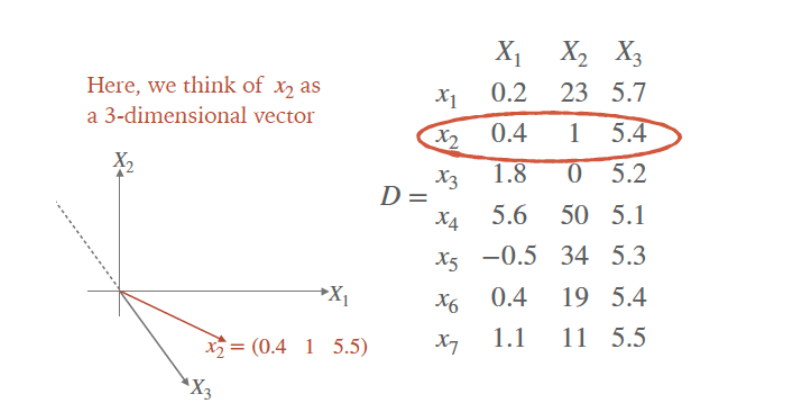 Here, we think of x₂ as
a 3-dimensional vector
X₂
X₁
x₂ = (0.4 1 5.5)
X₃
D =
X₁ X₂ X₃
x₁ 0.2 23 5.7
x₂ 0.4 1 5.4
x₃ 1.8 0 5.2
x₄ 5.6 50 5.1
x₅ −0.5 34 5.3
x₆ 0.4 19 5.4
x₇ 1.1 11 5.5